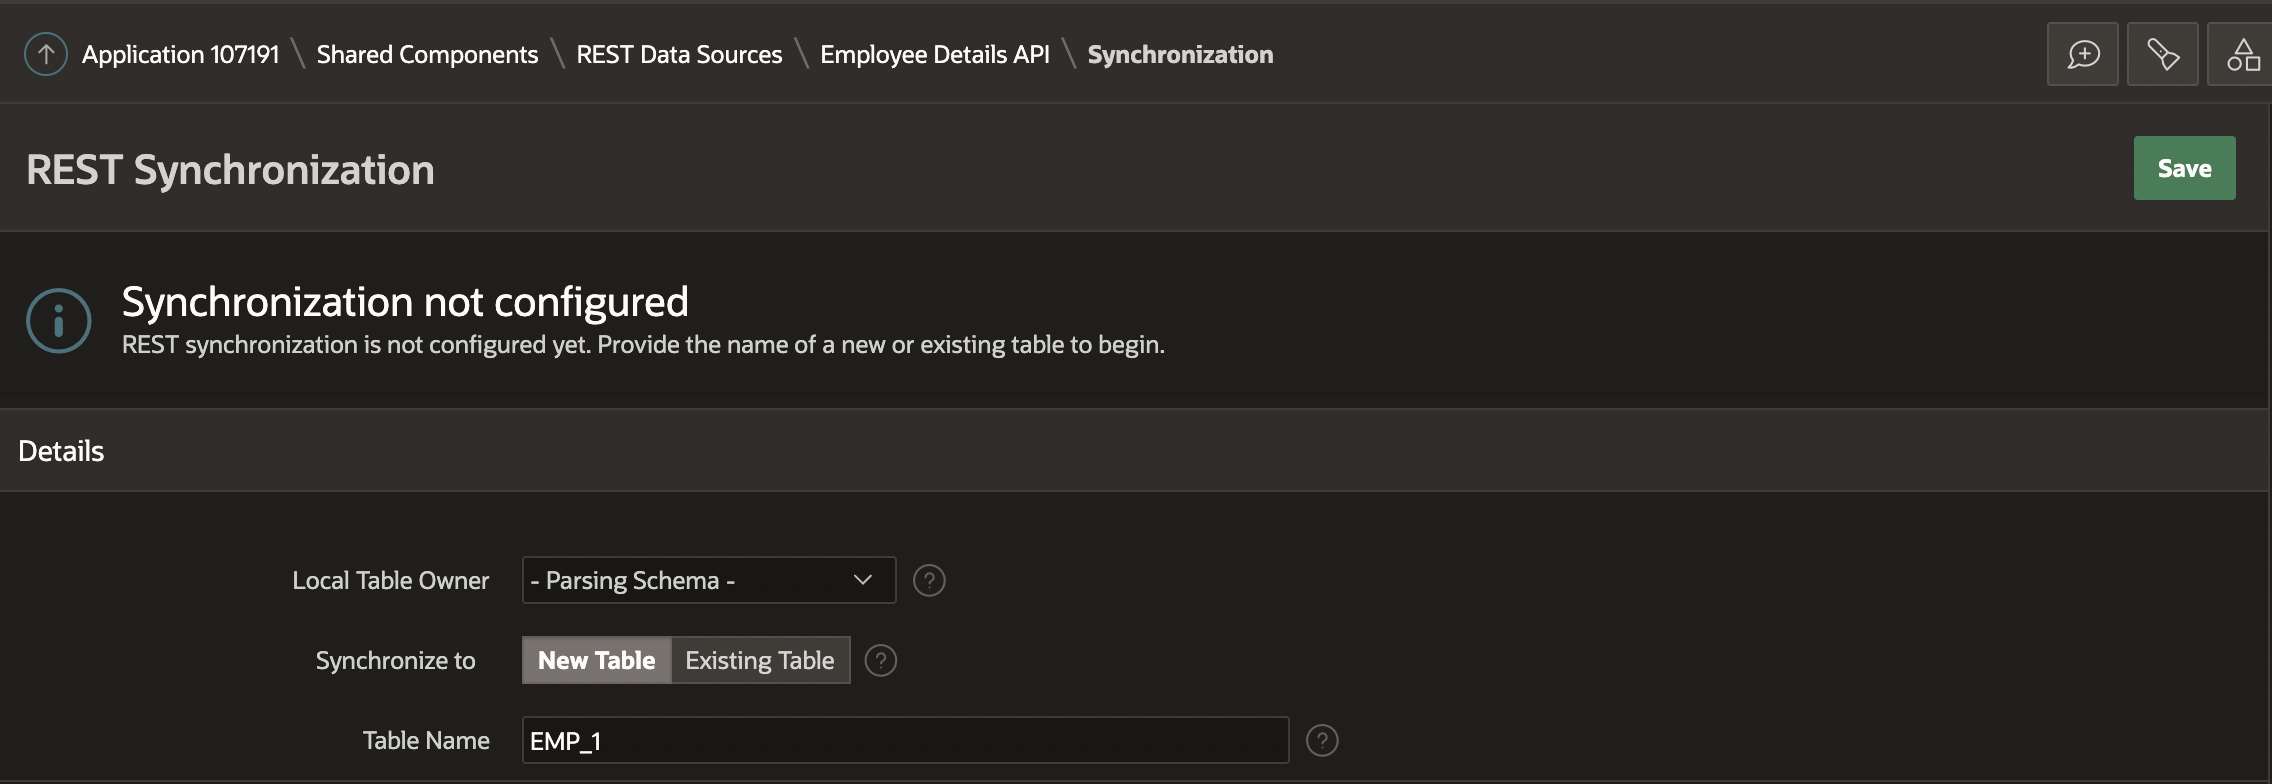 Application 107191 \ Shared Components \ REST Data Sources \ Employee Details API \ Synchronization
REST Synchronization
Save
Synchronization not configured
REST synchronization is not configured yet. Provide the name of a new or existing table to begin.
Details
Local Table Owner - Parsing Schema - ?
Synchronize to New Table Existing Table ?
Table Name EMP_1 ?